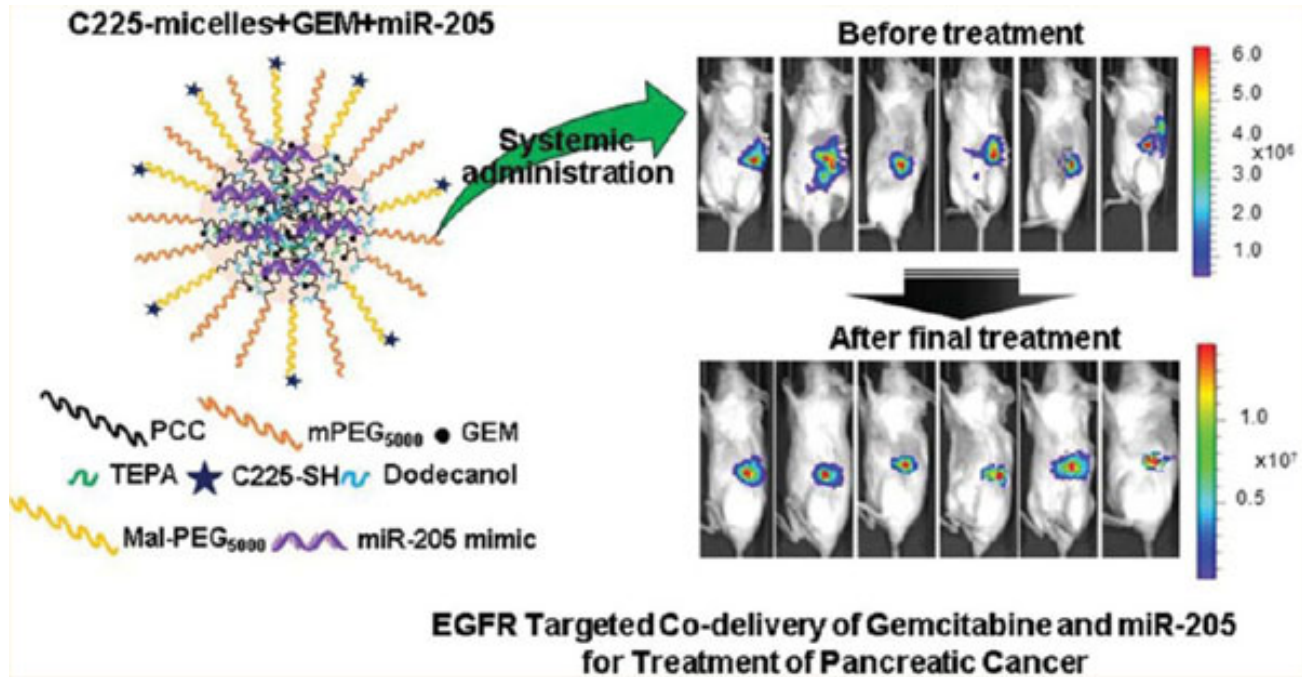 C225-micelles+GEM+miR-205
Systemic
administration
Before treatment
6.0
5.0
4.0
x10⁶
3.0
2.0
1.0
After final treatment
1.0
x10⁷
0.5
PCC
mPEG₅₀₀₀
GEM
TEPA
C225-SH
Dodecanol
Mal-PEG₅₀₀₀
miR-205 mimic
EGFR Targeted Co-delivery of Gemcitabine and miR-205
for Treatment of Pancreatic Cancer